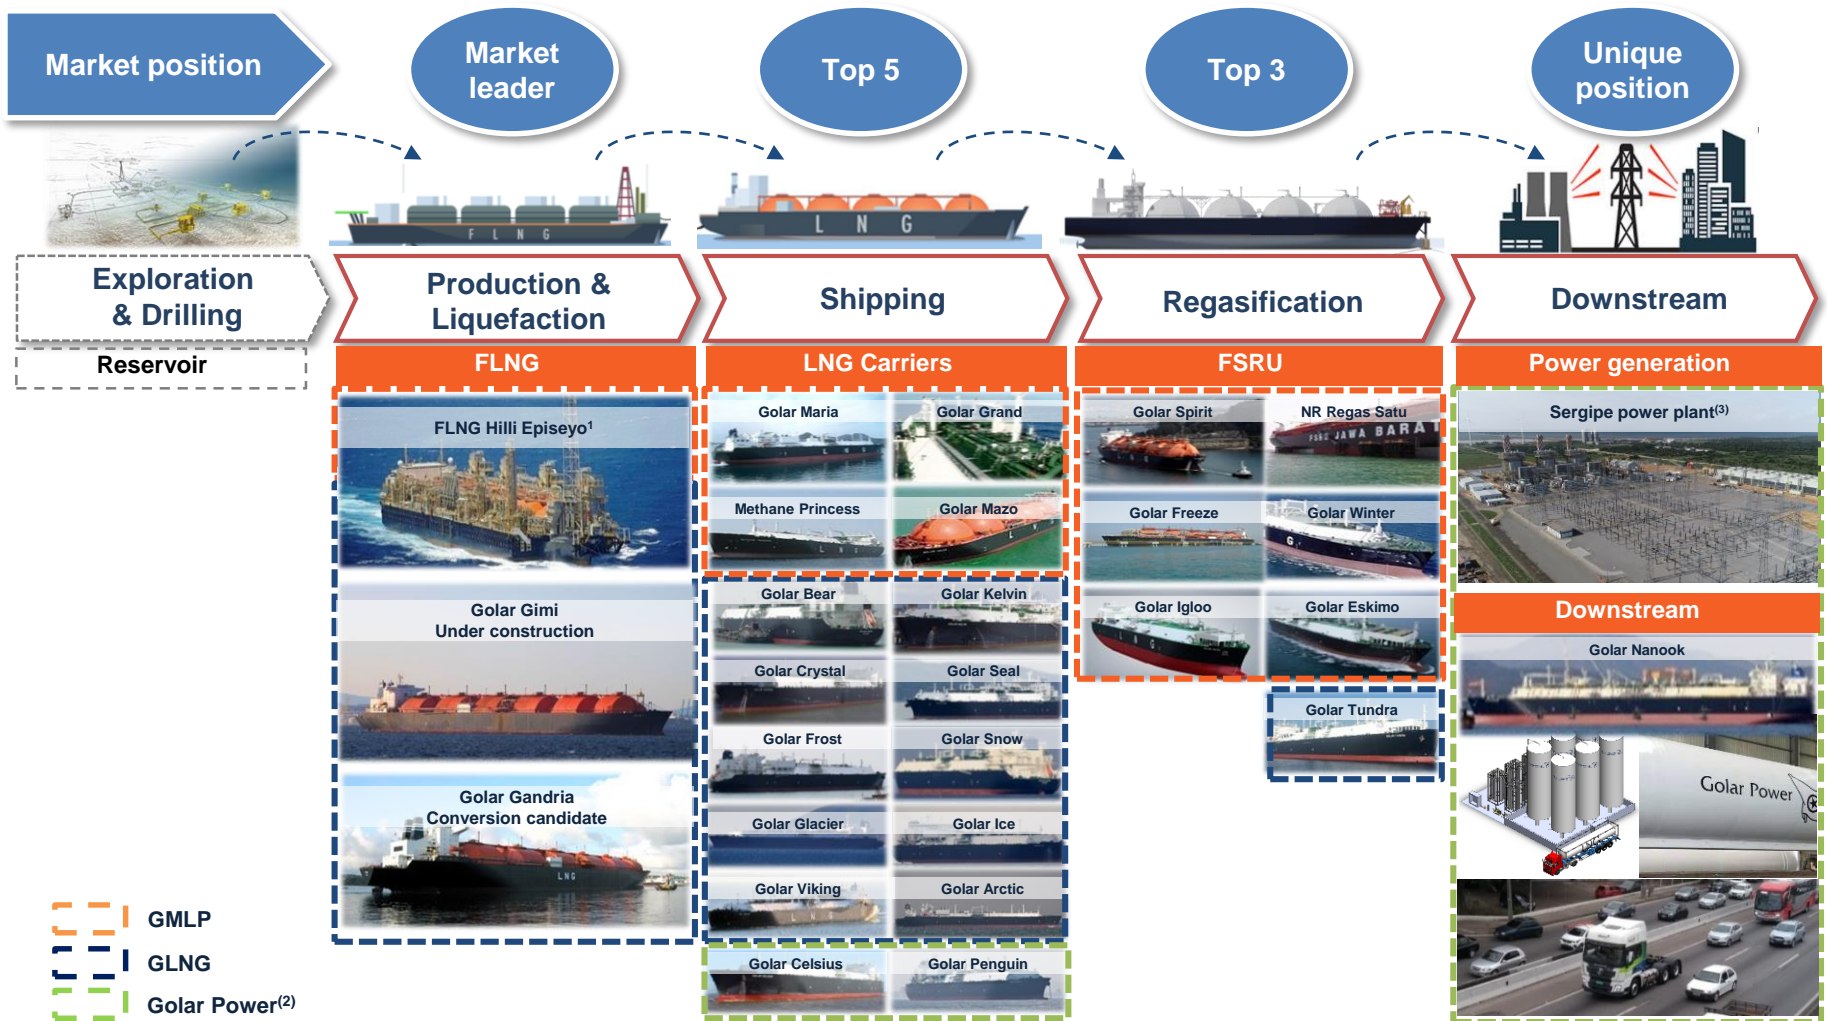 Market position
Market
leader
Top 5
Top 3
Unique
position
F L N G
L N G
Exploration
& Drilling
Production &
Liquefaction
Shipping
Regasification
Downstream
Reservoir
FLNG
LNG Carriers
FSRU
Power generation
FLNG Hilli Episeyo¹
Golar Gimi
Under construction
Golar Gandria
Conversion candidate
LNG
Golar Maria
Golar Grand
Methane Princess
Golar Mazo
Golar Bear
Golar Kelvin
Golar Crystal
Golar Seal
Golar Frost
Golar Snow
Golar Glacier
Golar Ice
Golar Viking
Golar Arctic
Golar Celsius
Golar Penguin
Golar Spirit
NR Regas Satu
FSRU JAWA BARAT
Golar Freeze
Golar Winter
Golar Igloo
Golar Eskimo
Golar Tundra
Sergipe power plant(3)
Downstream
Golar Nanook
Golar Power
GMLP
GLNG
Golar Power(2)